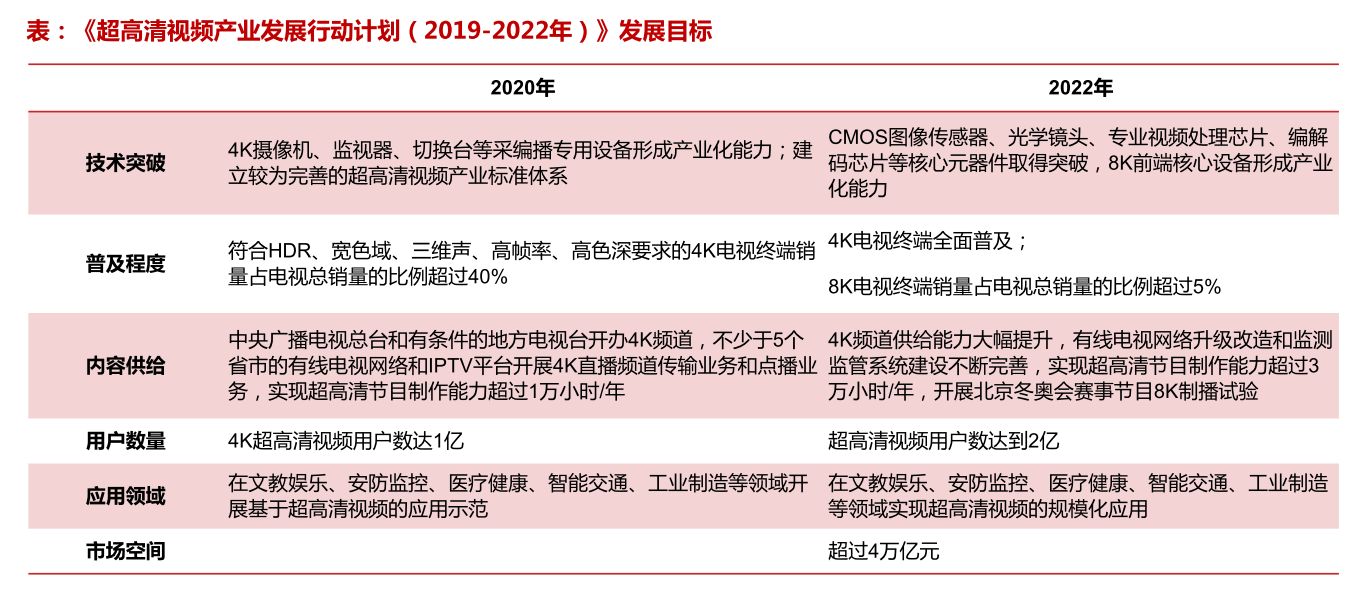 表：《超高清视频产业发展行动计划（2019-2022年）》发展目标
2020年
2022年
技术突破
4K摄像机、监视器、切换台等采编播专用设备形成产业化能力；建
立较为完善的超高清视频产业标准体系
CMOS图像传感器、光学镜头、专业视频处理芯片、编解
码芯片等核心元器件取得突破，8K前端核心设备形成产业
化能力
普及程度
符合HDR、宽色域、三维声、高帧率、高色深要求的4K电视终端销
量占电视总销量的比例超过40%
4K电视终端全面普及；
8K电视终端销量占电视总销量的比例超过5%
内容供给
中央广播电视总台和有条件的地方电视台开办4K频道，不少于5个
省市的有线电视网络和IPTV平台开展4K直播频道传输业务和点播业
务，实现超高清节目制作能力超过1万小时/年
4K频道供给能力大幅提升，有线电视网络升级改造和监测
监管系统建设不断完善，实现超高清节目制作能力超过3
万小时/年，开展北京冬奥会赛事节目8K制播试验
用户数量
4K超高清视频用户数达1亿
超高清视频用户数达到2亿
应用领域
在文教娱乐、安防监控、医疗健康、智能交通、工业制造等领域开
展基于超高清视频的应用示范
在文教娱乐、安防监控、医疗健康、智能交通、工业制造
等领域实现超高清视频的规模化应用
市场空间
超过4万亿元